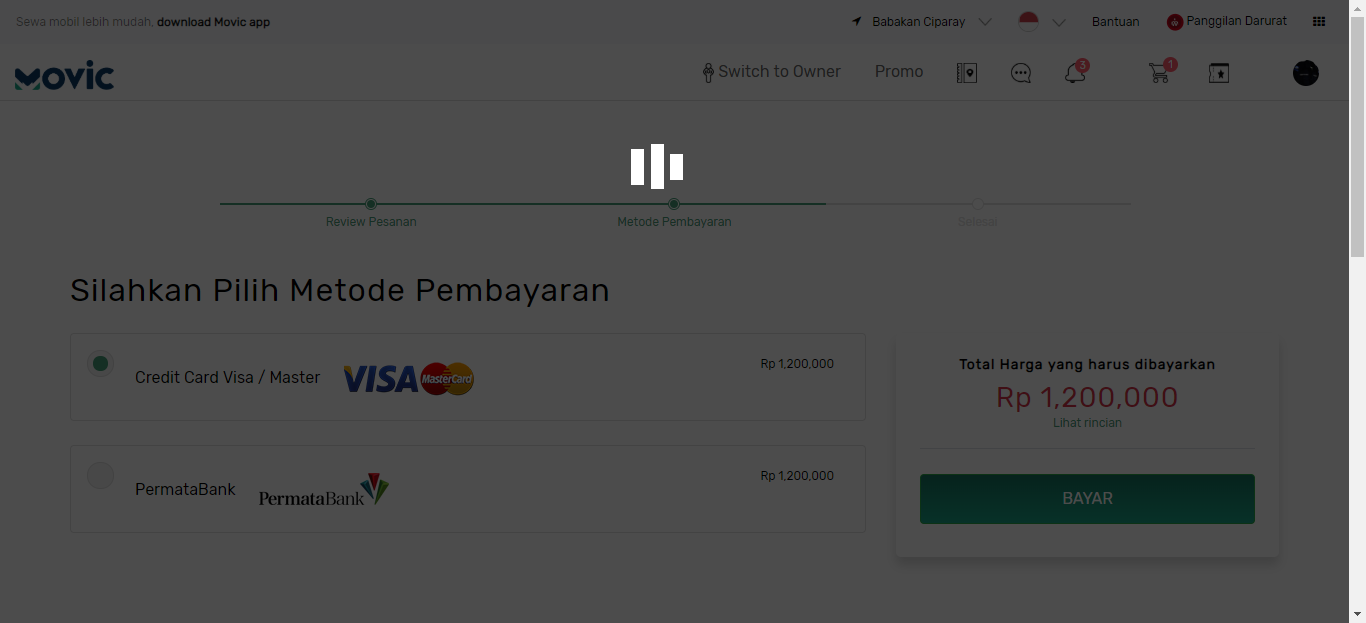 Sewa mobil lebih mudah, download Movic app
Babakan Ciparay
Bantuan
Panggilan Darurat
MOVIC
Switch to Owner
Promo
3
1
Review Pesanan
Metode Pembayaran
Selesai
Silahkan Pilih Metode Pembayaran
Credit Card Visa / Master
VISA
MasterCard
Rp 1,200,000
PermataBank
PermataBank
Rp 1,200,000
Total Harga yang harus dibayarkan
Rp 1,200,000
Lihat rincian
BAYAR